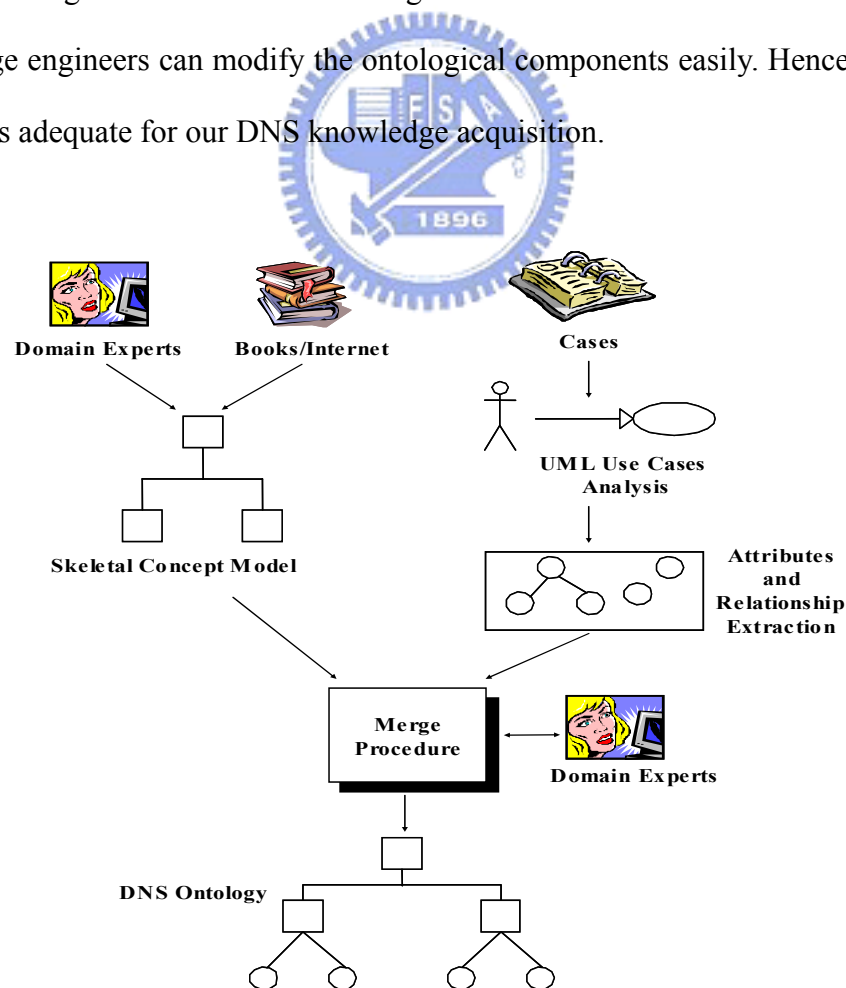 ge engineers can modify the ontological components easily. Hence
s adequate for our DNS knowledge acquisition.
F S A
1896
Domain Experts
Books/Internet
Cases
UML Use Cases
Analysis
Skeletal Concept Model
Attributes
and
Relationship
Extraction
Merge
Procedure
Domain Experts
DNS Ontology